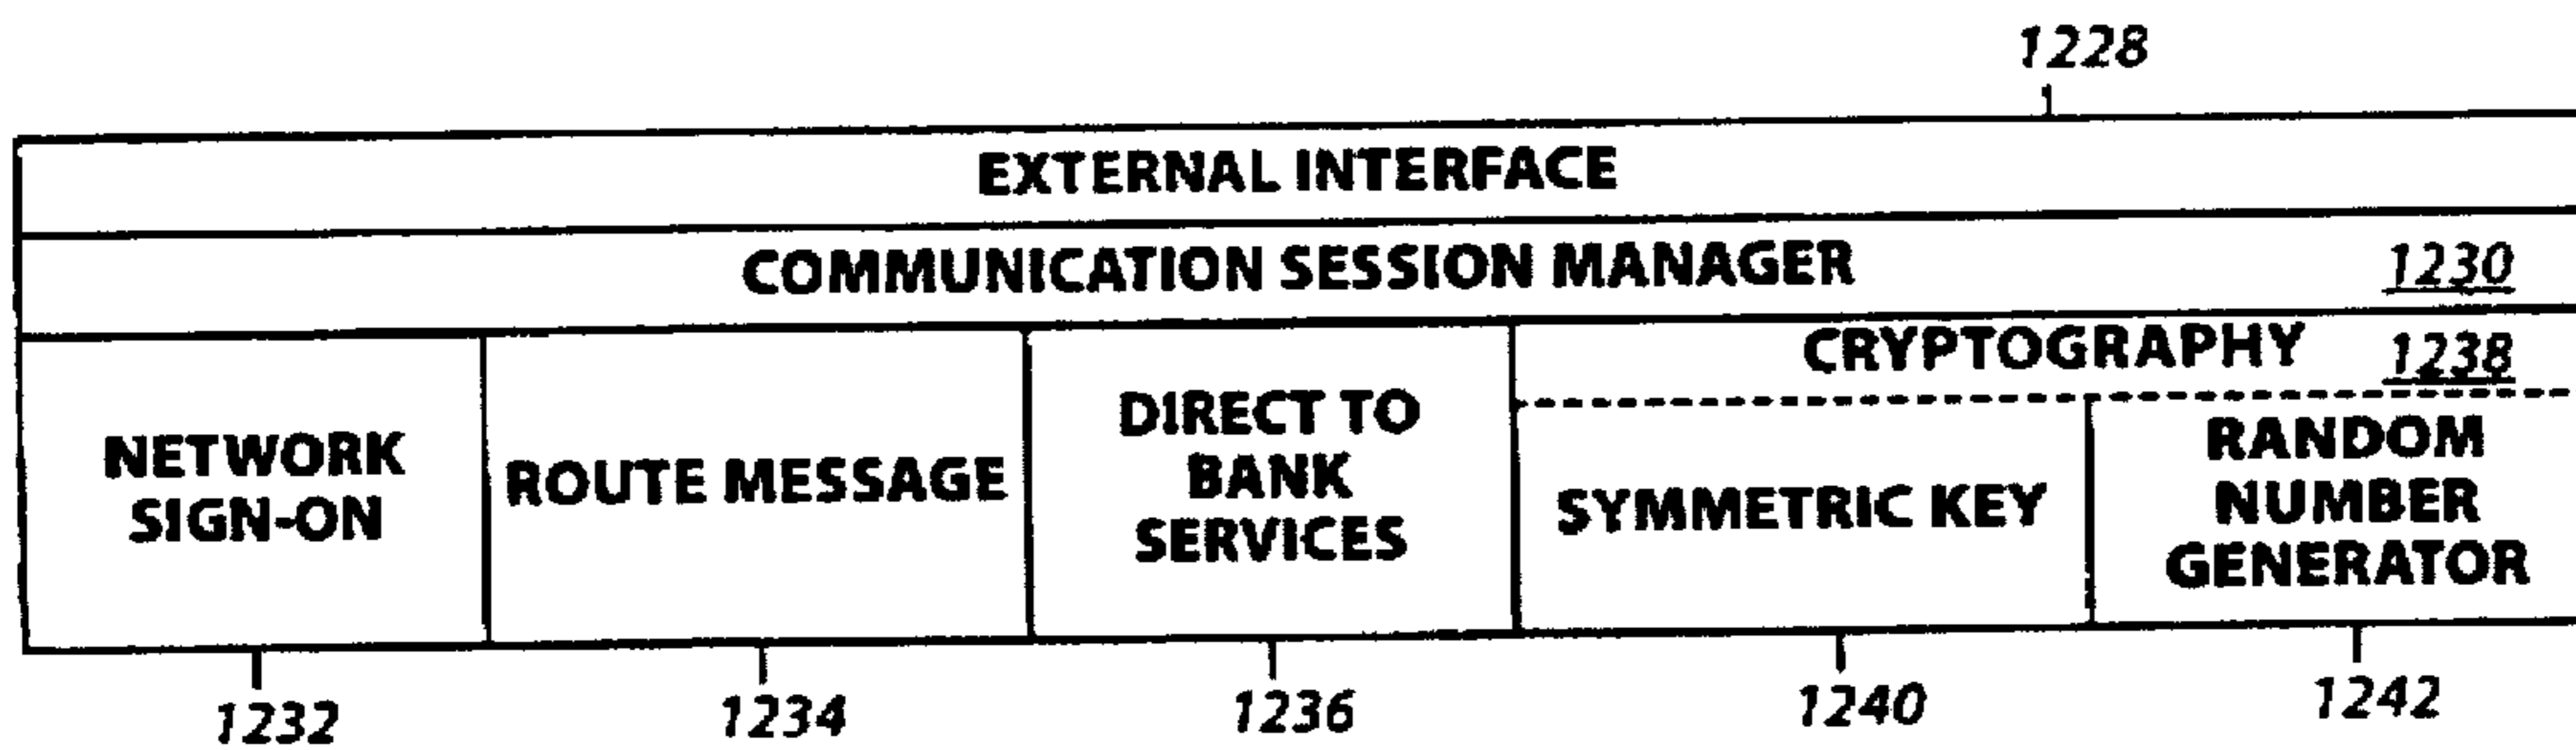 1228
EXTERNAL INTERFACE
COMMUNICATION SESSION MANAGER 1230
NETWORK
SIGN-ON
ROUTE MESSAGE
DIRECT TO
BANK
SERVICES
CRYPTOGRAPHY 1238
SYMMETRIC KEY
RANDOM
NUMBER
GENERATOR
1232 1234 1236 1240 1242